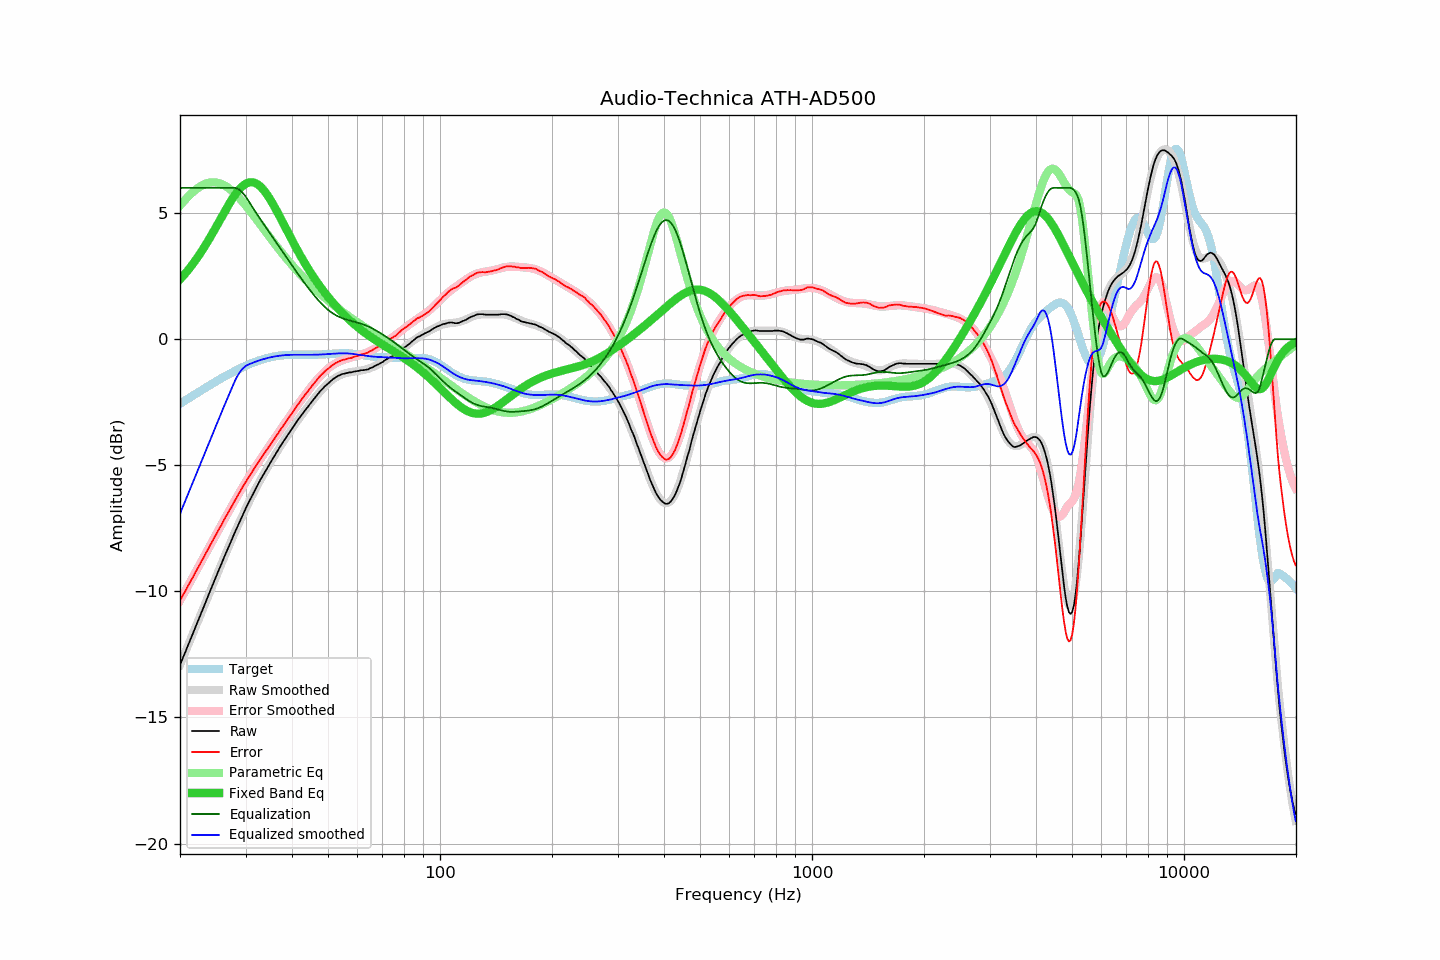 Audio-Technica ATH-AD500
Amplitude (dBr)
5
0
−5
−10
−15
−20
Target
Raw Smoothed
Error Smoothed
Raw
Error
Parametric Eq
Fixed Band Eq
Equalization
Equalized smoothed
100 1000 10000
Frequency (Hz)